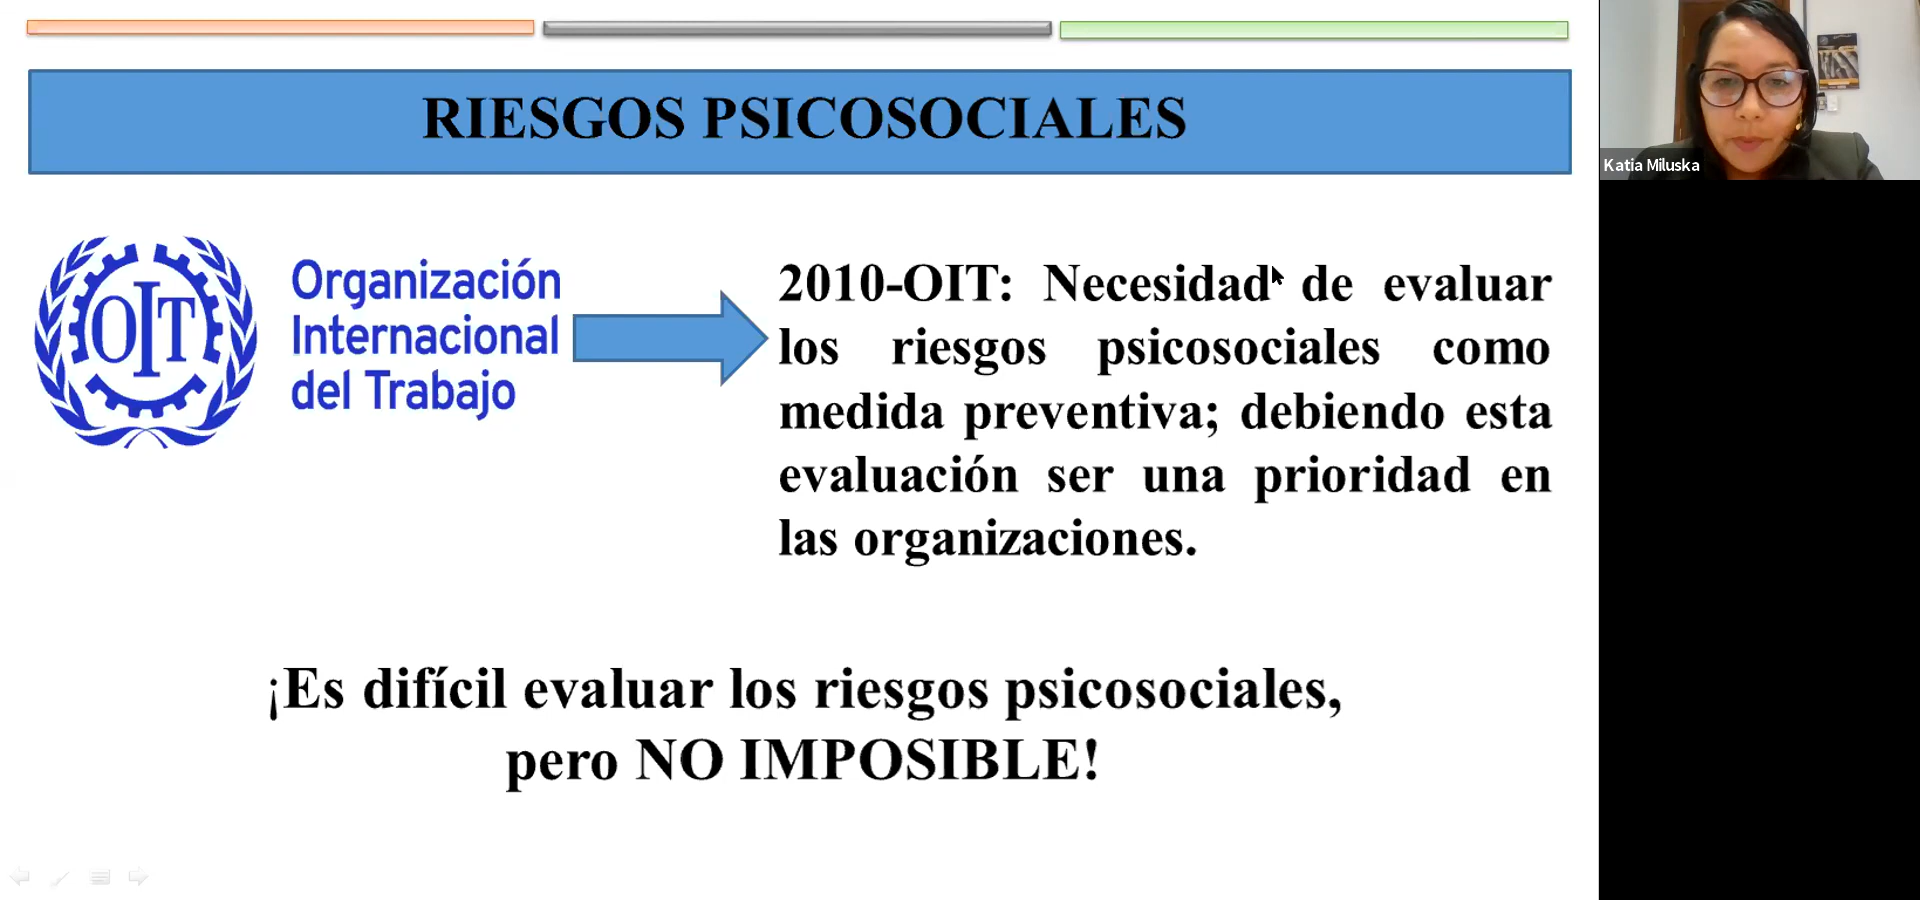 RIESGOS PSICOSOCIALES
Katia Miluska
OIT
Organización
Internacional
del Trabajo
2010-OIT: Necesidad de evaluar
los riesgos psicosociales como
medida preventiva; debiendo esta
evaluación ser una prioridad en
las organizaciones.
¡Es difícil evaluar los riesgos psicosociales,
pero NO IMPOSIBLE!